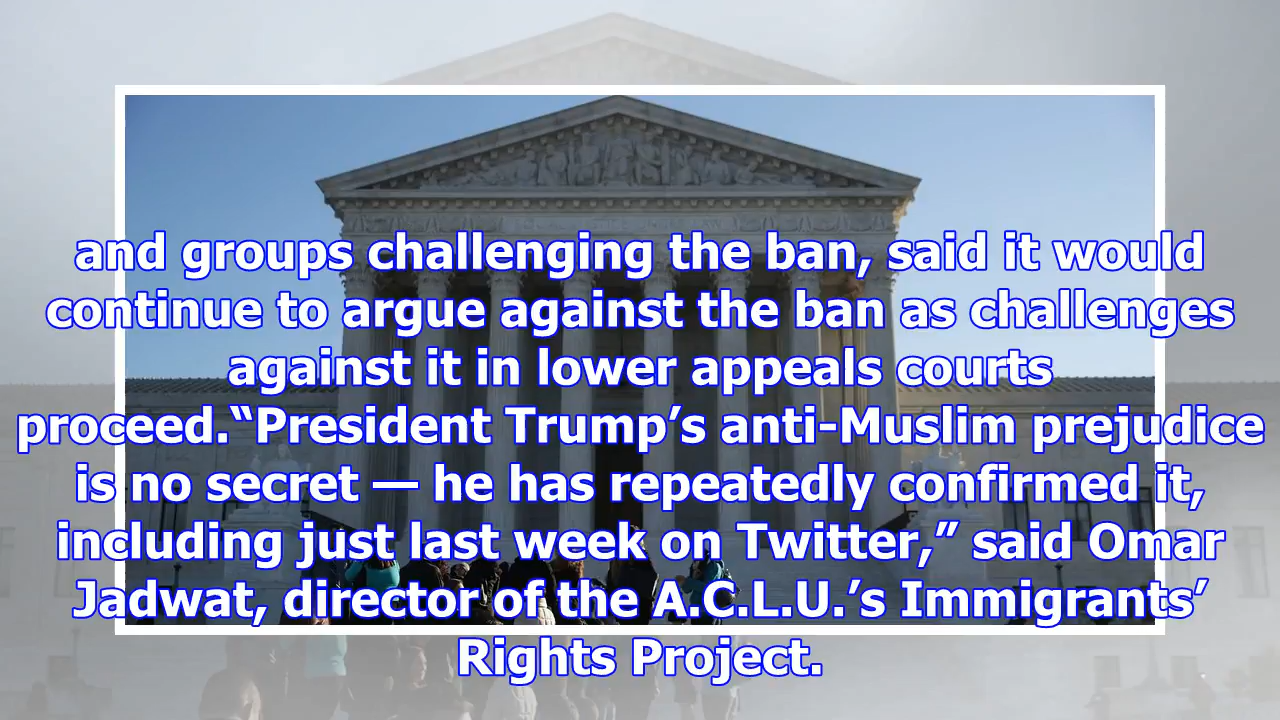 and groups challenging the ban, said it would
continue to argue against the ban as challenges
against it in lower appeals courts
proceed.“President Trump’s anti-Muslim prejudice
is no secret — he has repeatedly confirmed it,
including just last week on Twitter,” said Omar
Jadwat, director of the A.C.L.U.’s Immigrants’
Rights Project.